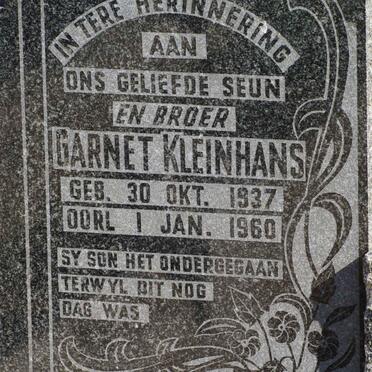 IN TERE HERINNERING
AAN
ONS GELIEFDE SEUN
EN BROER
GARNET KLEINHANS
GEB. 30 OKT. 1937
OORL 1 JAN. 1960
SY SON HET ONDERGEGAAN
TERWYL DIT NOG
DAG WAS